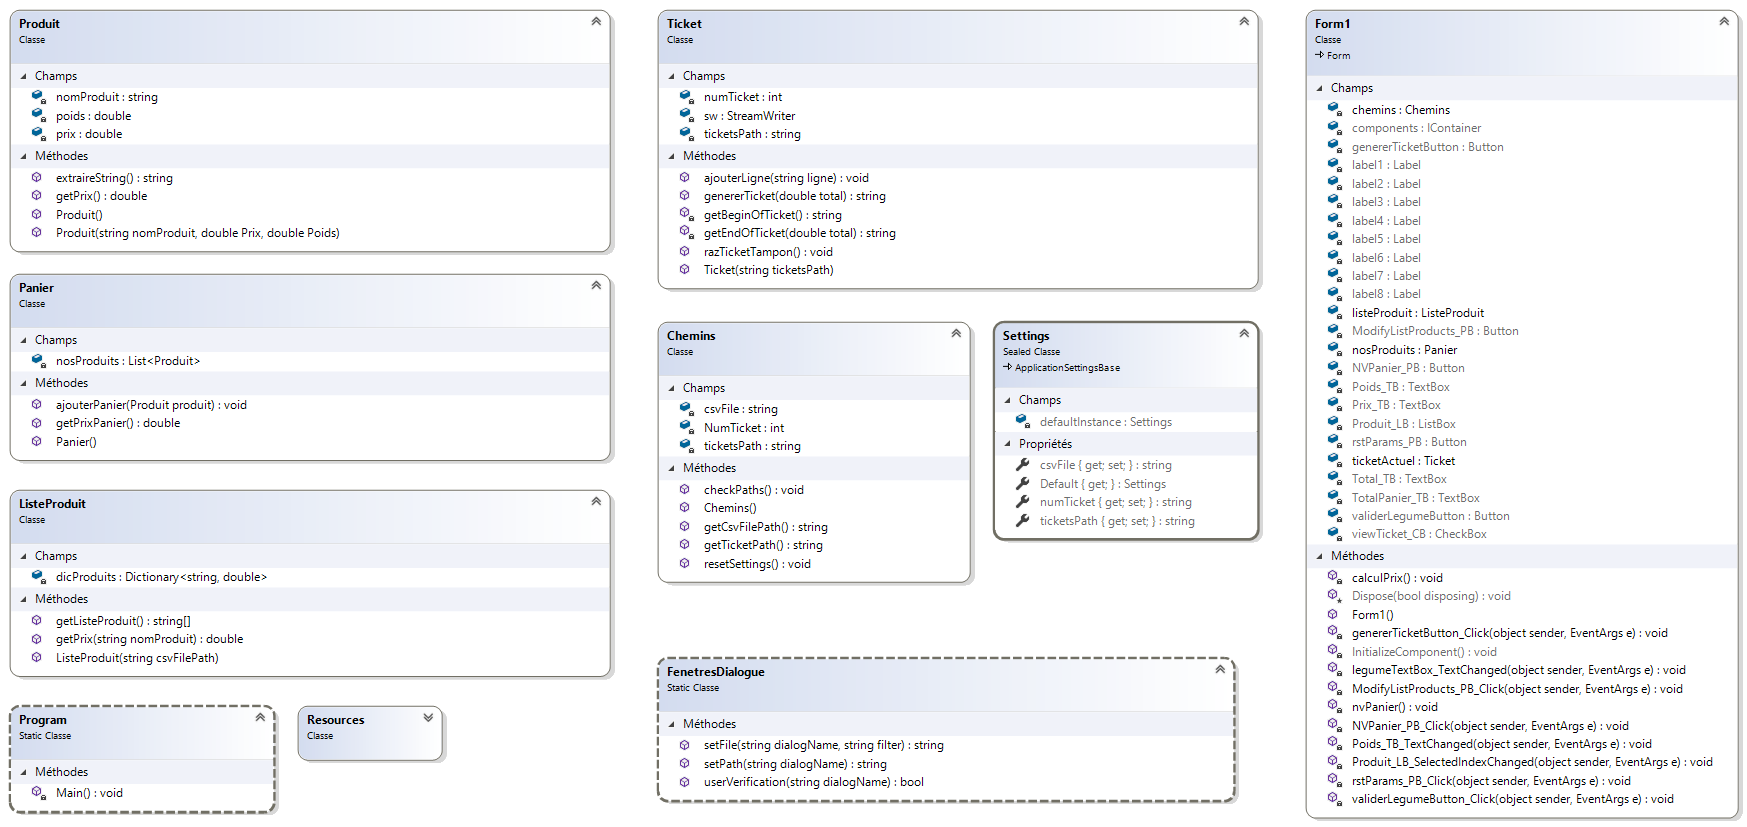 Produit
Classe
Champs
nomProduit : string
poids : double
prix : double
Méthodes
extraireString() : string
getPrix() : double
Produit()
Produit(string nomProduit, double Prix, double Poids)
Panier
Classe
Champs
nosProduits : List<Produit>
Méthodes
ajouterPanier(Produit produit) : void
getPrixPanier() : double
Panier()
ListeProduit
Classe
Champs
dicProduits : Dictionary<string, double>
Méthodes
getListeProduit() : string[]
getPrix(string nomProduit) : double
ListeProduit(string csvFilePath)
Program
Static Classe
Méthodes
Main() : void
Resources
Classe
Ticket
Classe
Champs
numTicket : int
sw : StreamWriter
ticketsPath : string
Méthodes
ajouterLigne(string ligne) : void
genererTicket(double total) : string
getBeginOfTicket() : string
getEndOfTicket(double total) : string
razTicketTampon() : void
Ticket(string ticketsPath)
Chemins
Classe
Champs
csvFile : string
NumTicket : int
ticketsPath : string
Méthodes
checkPaths() : void
Chemins()
getCsvFilePath() : string
getTicketPath() : string
resetSettings() : void
Settings
Sealed Classe
ApplicationSettingsBase
Champs
defaultInstance : Settings
Propriétés
csvFile { get; set; } : string
Default { get; } : Settings
numTicket { get; set; } : string
ticketsPath { get; set; } : string
FenetresDialogue
Static Classe
Méthodes
setFile(string dialogName, string filter) : string
setPath(string dialogName) : string
userVerification(string dialogName) : bool
Form1
Classe
Form
Champs
chemins : Chemins
components : IContainer
genererTicketButton : Button
label1 : Label
label2 : Label
label3 : Label
label4 : Label
label5 : Label
label6 : Label
label7 : Label
label8 : Label
listeProduit : ListeProduit
ModifyListProducts_PB : Button
nosProduits : Panier
NVPanier_PB : Button
Poids_TB : TextBox
Prix_TB : TextBox
Produit_LB : ListBox
rstParams_PB : Button
ticketActuel : Ticket
Total_TB : TextBox
TotalPanier_TB : TextBox
validerLegumeButton : Button
viewTicket_CB : CheckBox
Méthodes
calculPrix() : void
Dispose(bool disposing) : void
Form1()
genererTicketButton_Click(object sender, EventArgs e) : void
InitializeComponent() : void
legumeTextBox_TextChanged(object sender, EventArgs e) : void
ModifyListProducts_PB_Click(object sender, EventArgs e) : void
nvPanier() : void
NVPanier_PB_Click(object sender, EventArgs e) : void
Poids_TB_TextChanged(object sender, EventArgs e) : void
Produit_LB_SelectedIndexChanged(object sender, EventArgs e) : void
rstParams_PB_Click(object sender, EventArgs e) : void
validerLegumeButton_Click(object sender, EventArgs e) : void